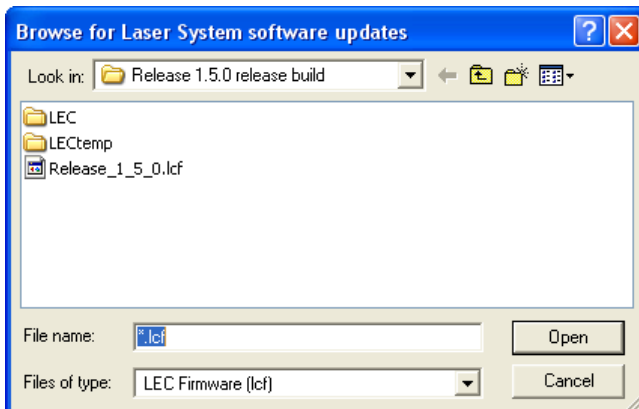 Browse for Laser System software updates
Look in: Release 1.5.0 release build
LEC
LECtemp
Release_1_5_0.lcf
File name: *.lcf Open
Files of type: LEC Firmware (lcf) Cancel